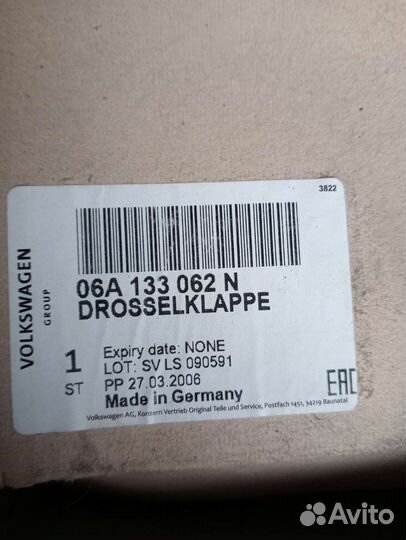 3822
VOLKSWAGEN
GROUP
06A 133 062 N
DROSSELKLAPPE
1
ST
Expiry date: NONE
LOT: SV LS 090591
PP 27.03.2006
Made in Germany
EAC
Volkswagen AG, Konzern Vertrieb Original Teile und Service, Postfach 1451, 34219 Baunatal
Avito